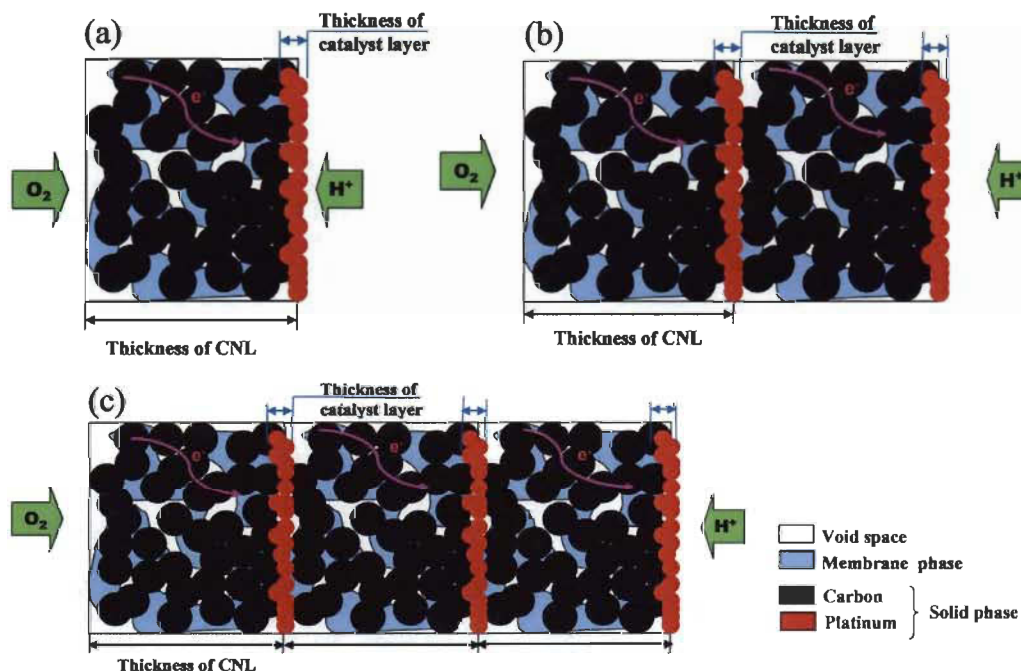 (a)
Thickness of
catalyst layer
e-
O₂
H⁺
Thickness of CNL
(b)
Thickness of
catalyst layer
e-
e-
O₂
H⁺
Thickness of CNL
(c)
Thickness of
catalyst layer
e-
e-
e-
O₂
H⁺
Thickness of CNL
Void space
Membrane phase
Carbon
Platinum
Solid phase